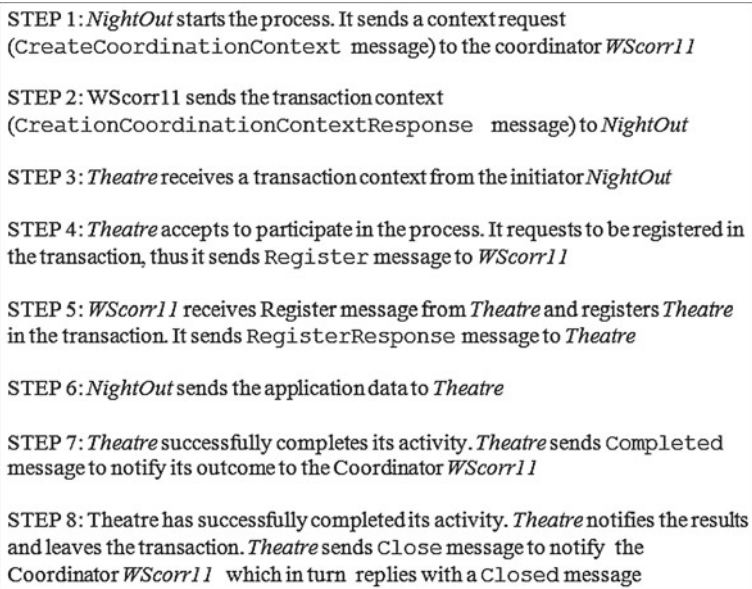 STEP 1: NightOut starts the process. It sends a context request
(CreateCoordinationContext message) to the coordinator WScorr11
STEP 2: WScorr11 sends the transaction context
(CreationCoordinationContextResponse message) to NightOut
STEP 3: Theatre receives a transaction context from the initiator NightOut
STEP 4: Theatre accepts to participate in the process. It requests to be registered in
the transaction, thus it sends Register message to WScorr11
STEP 5: WScorr11 receives Register message from Theatre and registers Theatre
in the transaction. It sends RegisterResponse message to Theatre
STEP 6: NightOut sends the application data to Theatre
STEP 7: Theatre successfully completes its activity. Theatre sends Completed
message to notify its outcome to the Coordinator WScorr11
STEP 8: Theatre has successfully completed its activity. Theatre notifies the results
and leaves the transaction. Theatre sends Close message to notify the
Coordinator WScorr11 which in turn replies with a Closed message